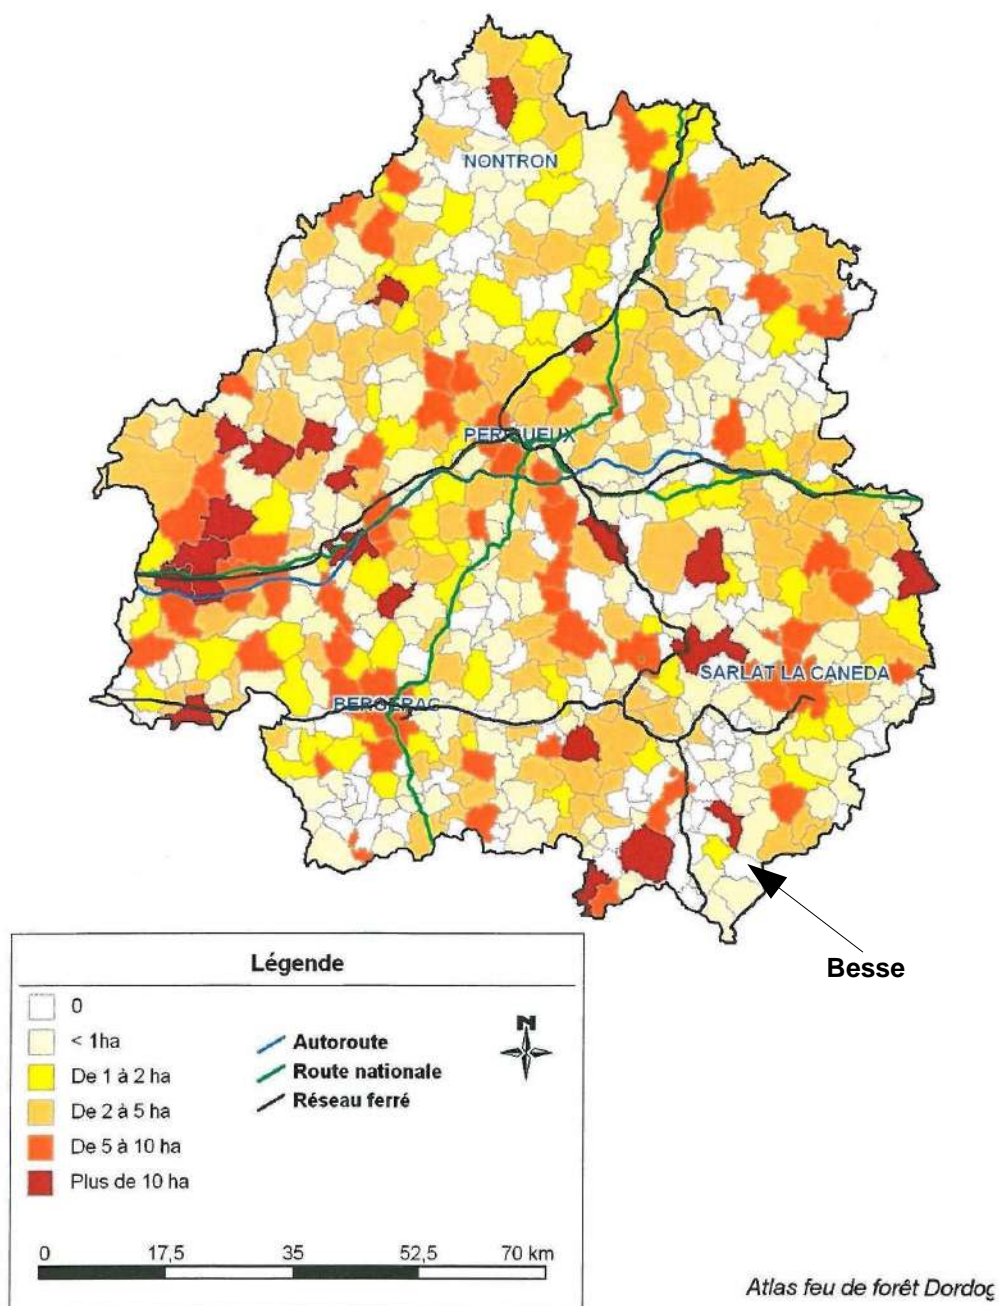 NONTRON
PERIGUEUX
SARLAT LA CANEDA
BERGERAC
Besse
Légende
0
< 1ha
De 1 à 2 ha
De 2 à 5 ha
De 5 à 10 ha
Plus de 10 ha
Autoroute
Route nationale
Réseau ferré
N
0 17,5 35 52,5 70 km
Atlas feu de forêt Dordog